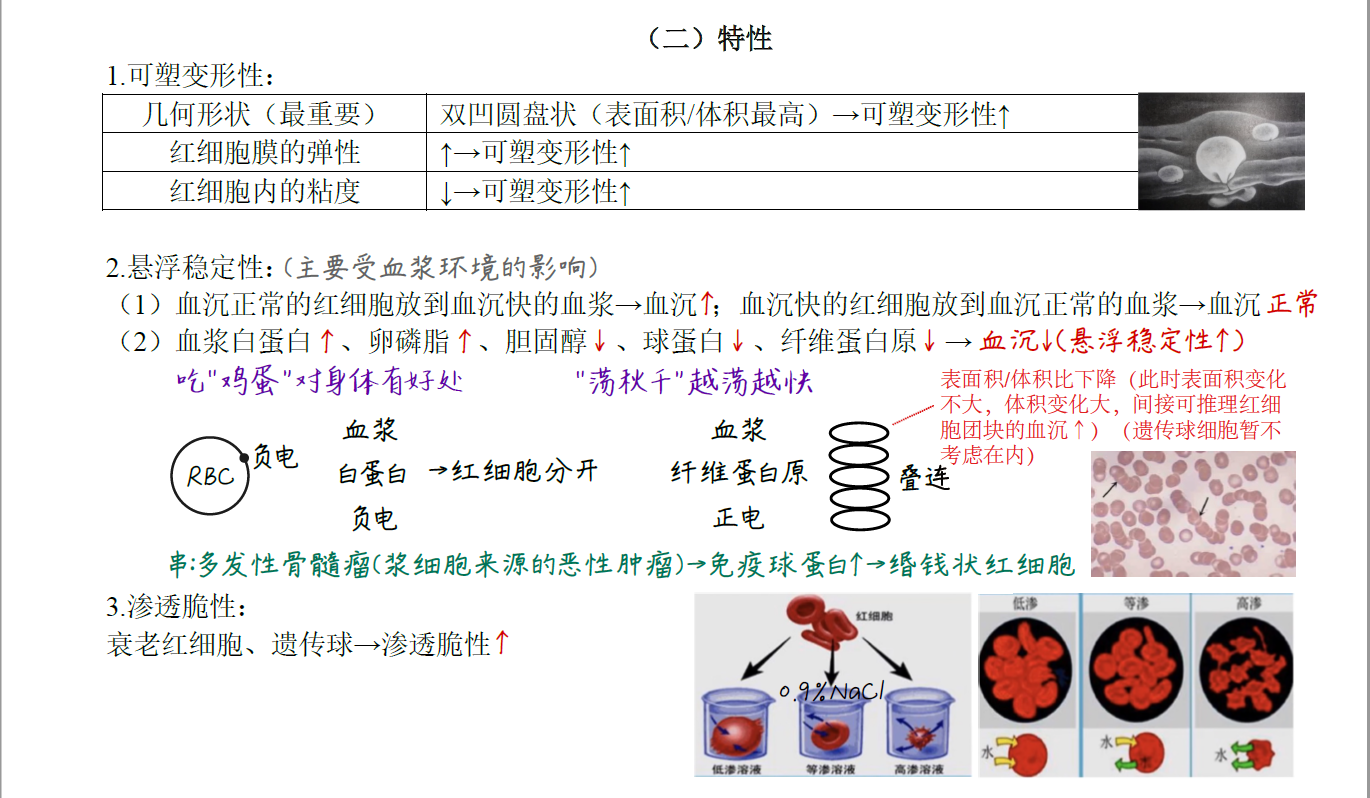 （二）特性
1.可塑变形性：
几何形状（最重要） 双凹圆盘状（表面积/体积最高）→可塑变形性↑
红细胞膜的弹性 ↑→可塑变形性↑
红细胞内的粘度 ↓→可塑变形性↑
2.悬浮稳定性：(主要受血浆环境的影响)
（1）血沉正常的红细胞放到血沉快的血浆→血沉↑；血沉快的红细胞放到血沉正常的血浆→血沉 正常
（2）血浆白蛋白↑、卵磷脂↑、胆固醇↓、球蛋白↓、纤维蛋白原↓→血沉↓(悬浮稳定性↑)
吃"鸡蛋"对身体有好处 "荡秋千"越荡越快
表面积/体积比下降（此时表面积变化
不大，体积变化大，间接可推理红细
胞团块的血沉↑）（遗传球细胞暂不
考虑在内）
RBC 负电
血浆
白蛋白 →红细胞分开
负电
血浆
纤维蛋白原
正电
叠连
串:多发性骨髓瘤(浆细胞来源的恶性肿瘤)→免疫球蛋白↑→缗钱状红细胞
3.渗透脆性：
衰老红细胞、遗传球→渗透脆性↑
红细胞
0.9%NaCl
低渗溶液 等渗溶液 高渗溶液
低渗 等渗 高渗
水 水 水